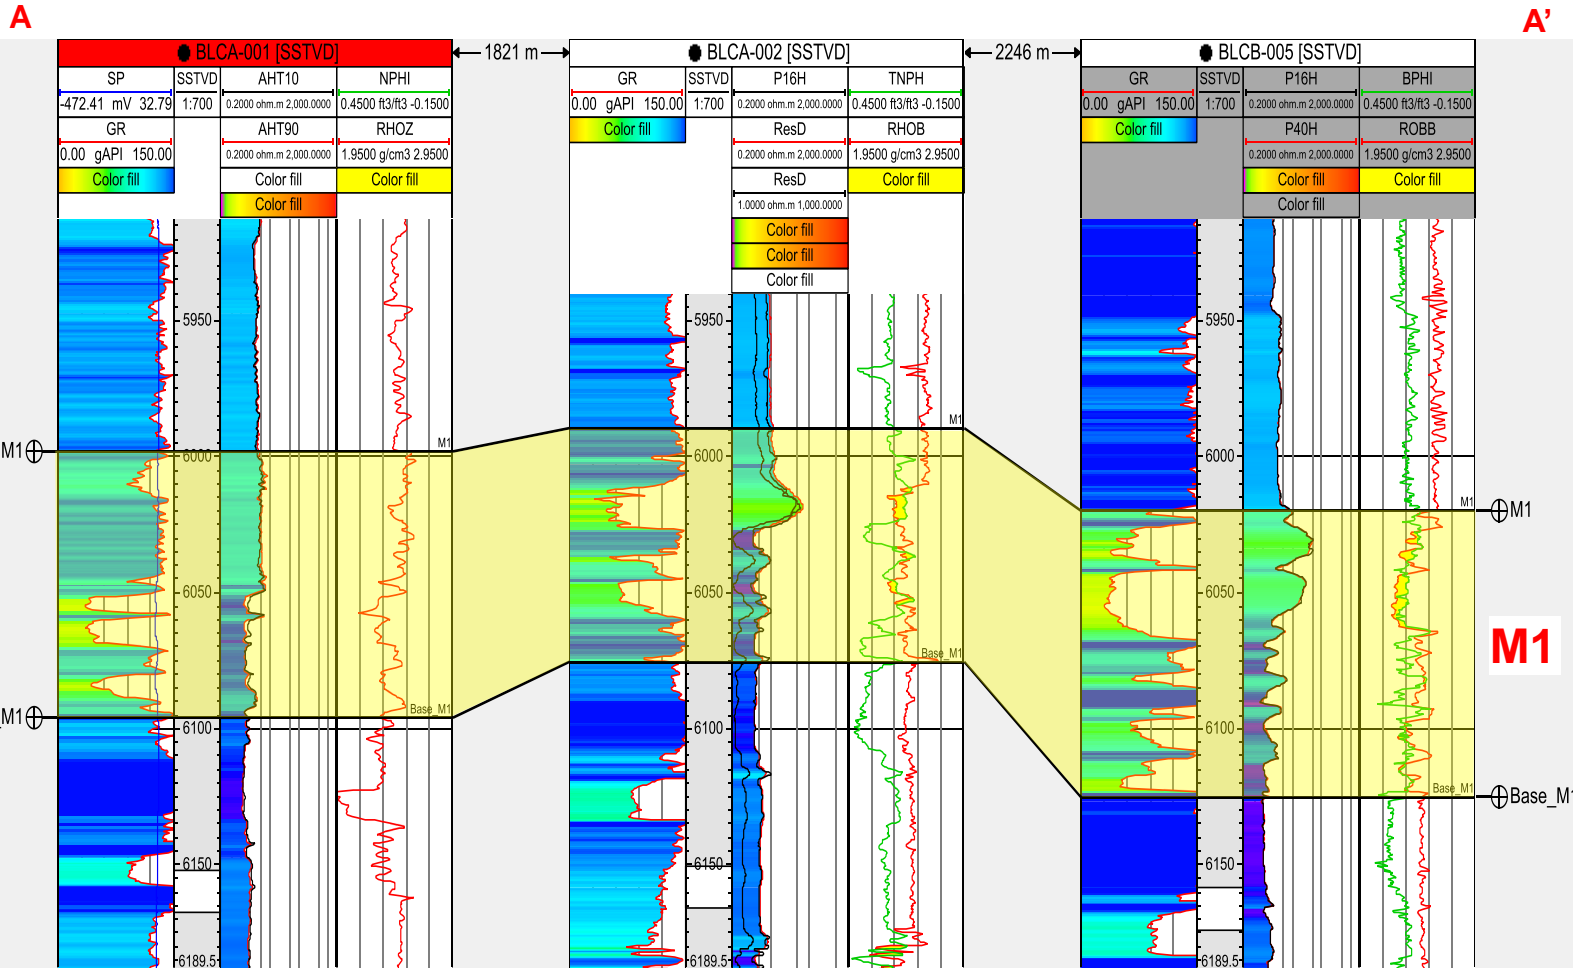 A
A’
BLCA-001 [SSTVD]
1821 m
BLCA-002 [SSTVD]
2246 m
BLCB-005 [SSTVD]
SP
SSTVD
AHT10
NPHI
-472.41 mV 32.79
1:700
0.2000 ohm.m 2,000.0000
0.4500 ft3/ft3 -0.1500
GR
AHT90
RHOZ
0.00 gAPI 150.00
0.2000 ohm.m 2,000.0000
1.9500 g/cm3 2.9500
Color fill
Color fill
Color fill
Color fill
GR
SSTVD
P16H
TNPH
0.00 gAPI 150.00
1:700
0.2000 ohm.m 2,000.0000
0.4500 ft3/ft3 -0.1500
Color fill
ResD
RHOB
0.2000 ohm.m 2,000.0000
1.9500 g/cm3 2.9500
ResD
Color fill
1.0000 ohm.m 1,000.0000
Color fill
Color fill
Color fill
GR
SSTVD
P16H
BPHI
0.00 gAPI 150.00
1:700
0.2000 ohm.m 2,000.0000
0.4500 ft3/ft3 -0.1500
Color fill
P40H
ROBB
0.2000 ohm.m 2,000.0000
1.9500 g/cm3 2.9500
Color fill
Color fill
Color fill
5950
5950
5950
M1
M1
M1
6000
6000
6000
M1
M1
6050
6050
6050
M1
Base_M1
M1
Base_M1
Base_M1
Base_M1
6100
6100
6100
6150
6150
6150
6189.5
6189.5
6189.5